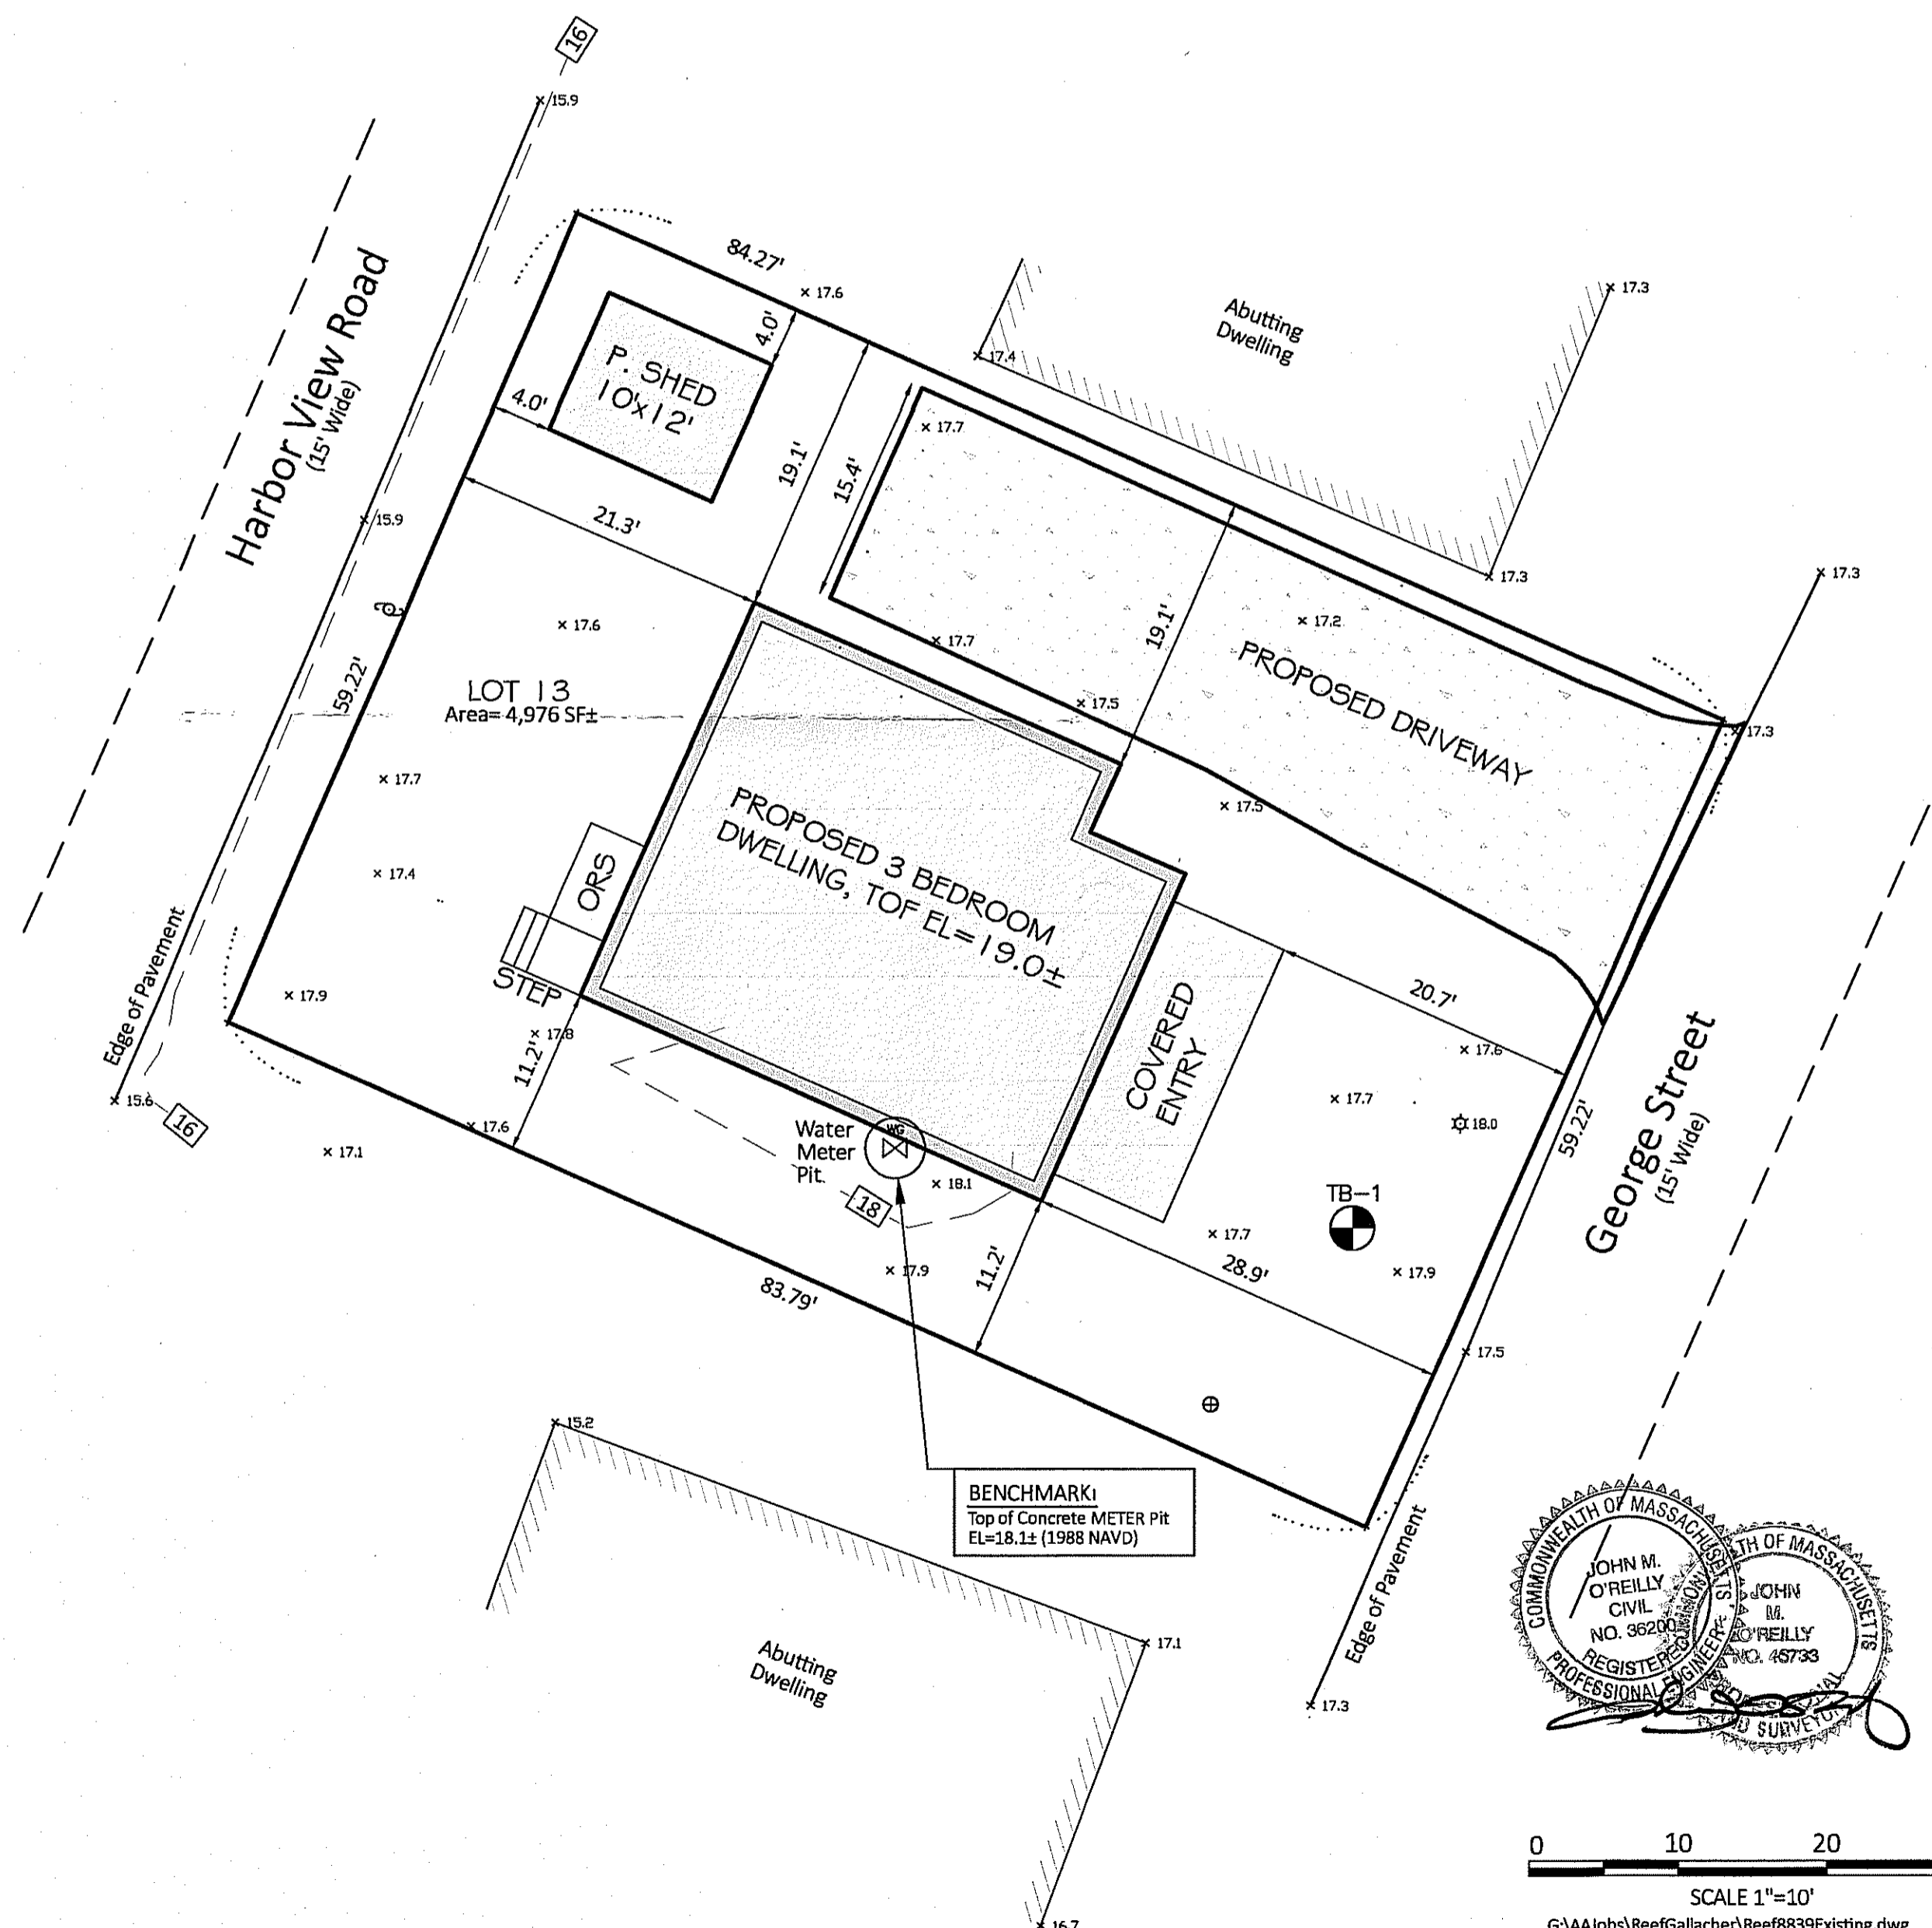 16
15.9
84.27'
17.6
Harbor View Road
(15' Wide)
P. SHED
10'x12'
4.0'
4.0'
Abutting
Dwelling
17.3
17.4
17.3
17.3
17.7
19.1'
15.4'
21.3'
15.9
17.6
17.7
17.2
19.1'
PROPOSED DRIVEWAY
59.22'
LOT 13
Area= 4,976 SF±
17.5
17.3
17.7
17.5
PROPOSED 3 BEDROOM
DWELLING, TOF EL=19.0±
17.4
ORS
STEP
Edge of Pavement
17.9
17.8
11.2'
20.7'
COVERED
ENTRY
17.6
17.7
18.0
George Street
(15' Wide)
59.22'
15.6
16
17.1
17.6
Water
Meter
Pit
WG
18.1
18
TB-1
17.7
17.9
28.9'
17.9
11.2'
83.79'
17.5
15.2
BENCHMARK:
Top of Concrete METER Pit
EL=18.1± (1988 NAVD)
Edge of Pavement
17.1
Abutting
Dwelling
17.3
16.7
COMMONWEALTH OF MASSACHUSETTS
JOHN M.
O'REILLY
CIVIL
NO. 36200
REGISTERED
PROFESSIONAL ENGINEER
TH OF MASSACHUSETTS
JOHN
M.
O'REILLY
NO. 46733
SURVEYOR
0 10 20
SCALE 1"=10'
G:\AAJobs\ReefGallacher\Reef8839Existing.dwg